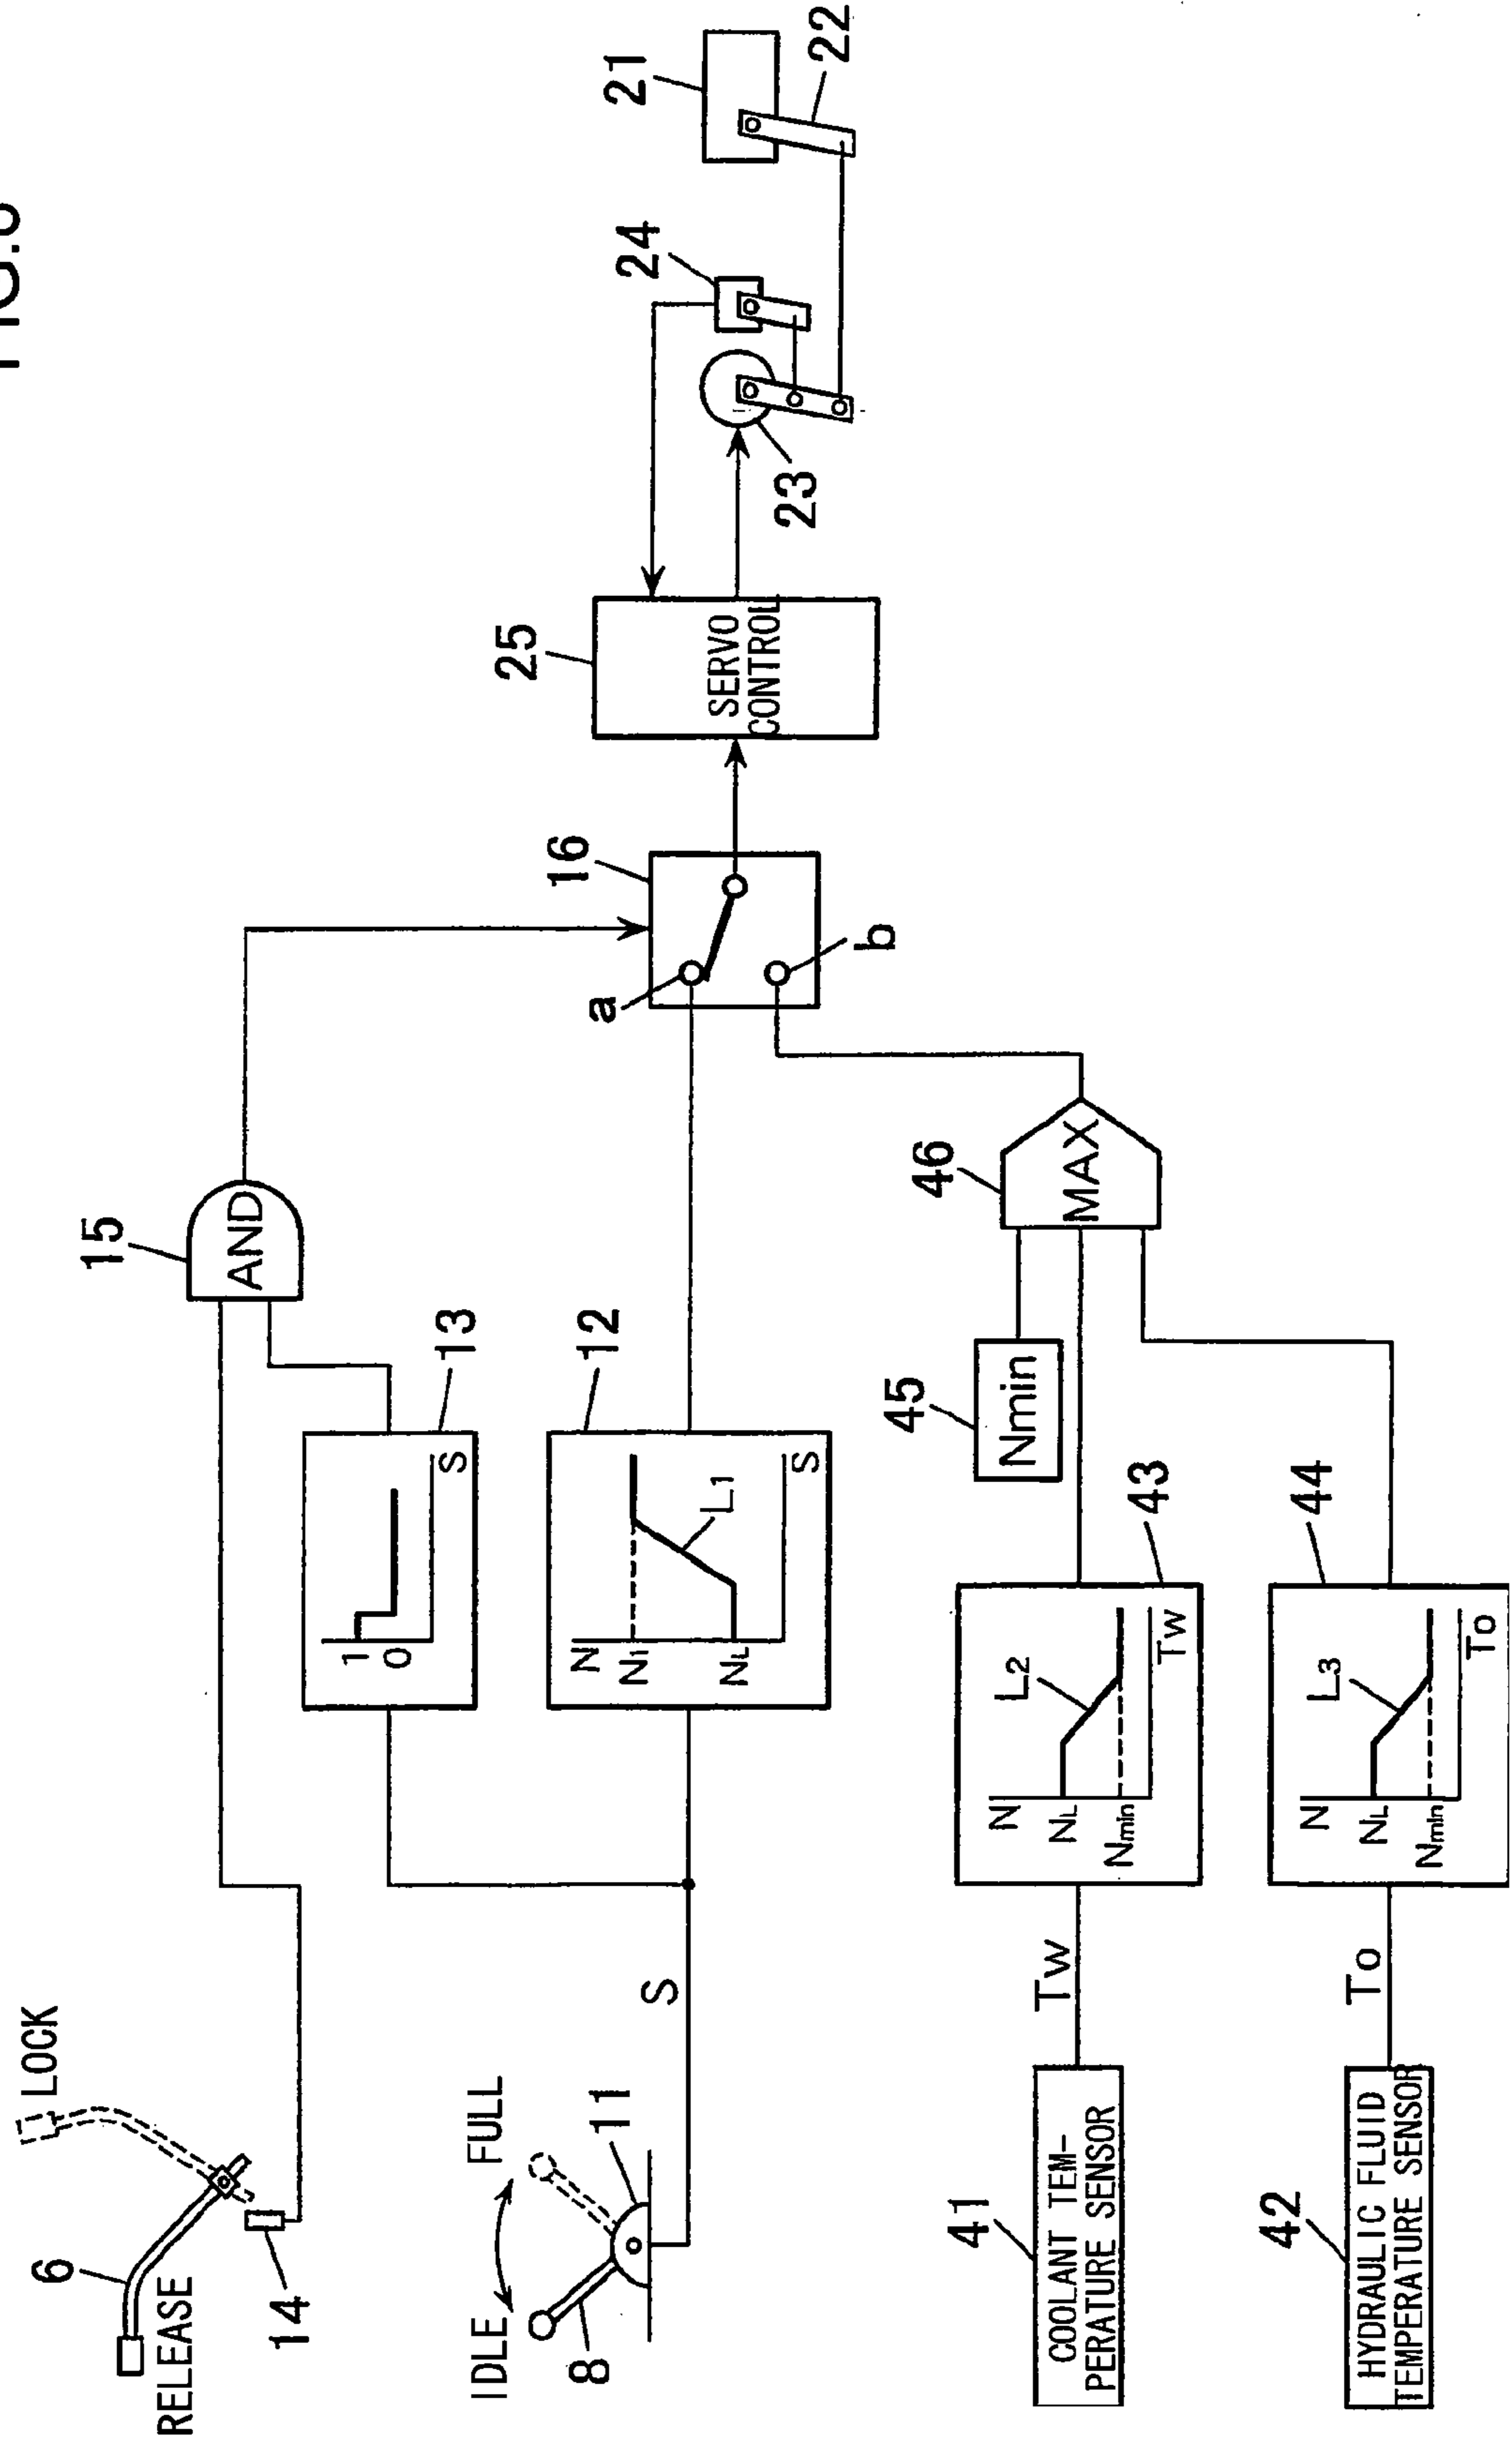 FIG.
LOCK
6
RELEASE
14
15
AND
13
1
0
S
12
N
N1
NL
L1
S
IDLE
FULL
8
11
S
16
a
b
25
SERVO
CONTROL
24
23
21
22
41
COOLANT TEM-
PERATURE SENSOR
Tw
43
N
NL
Nmin
L2
Tw
45
Nmin
46
MAX
42
HYDRAULIC FLUID
TEMPERATURE SENSOR
To
44
N
NL
Nmin
L3
To